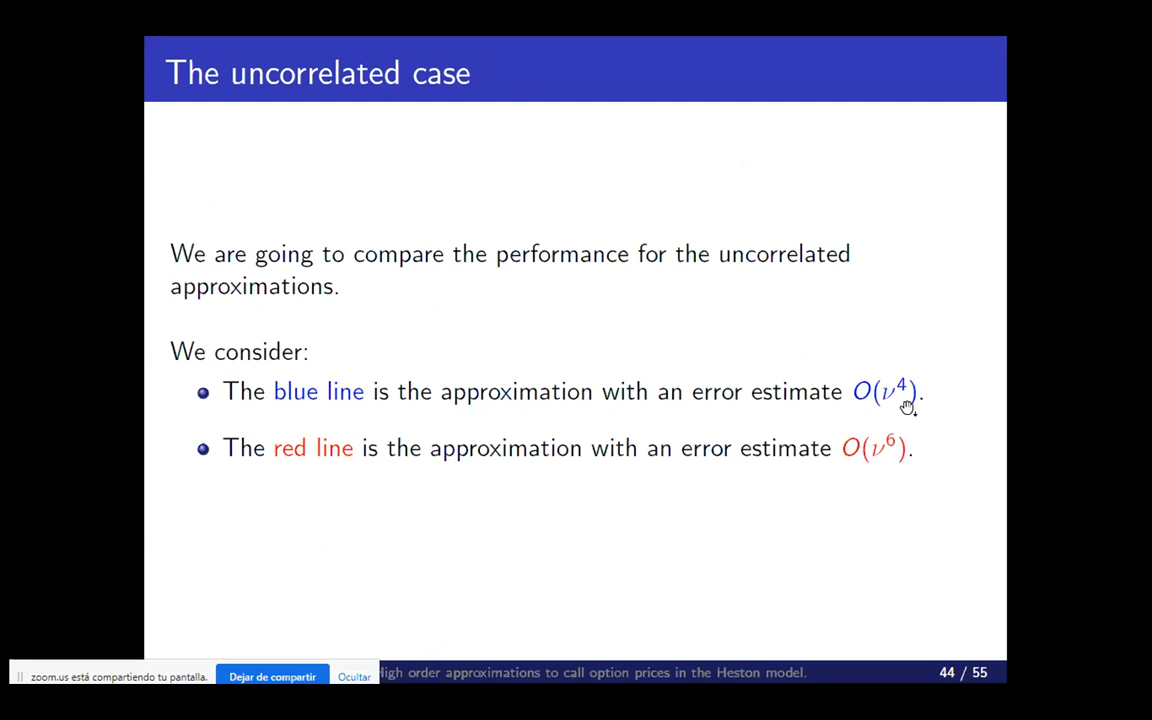 The uncorrelated case
We are going to compare the performance for the uncorrelated
approximations.
We consider:
The blue line is the approximation with an error estimate O(ν⁴).
The red line is the approximation with an error estimate O(ν⁶).
zoom.us está compartiendo tu pantalla. Dejar de compartir Ocultar
igh order approximations to call option prices in the Heston model. 44 / 55